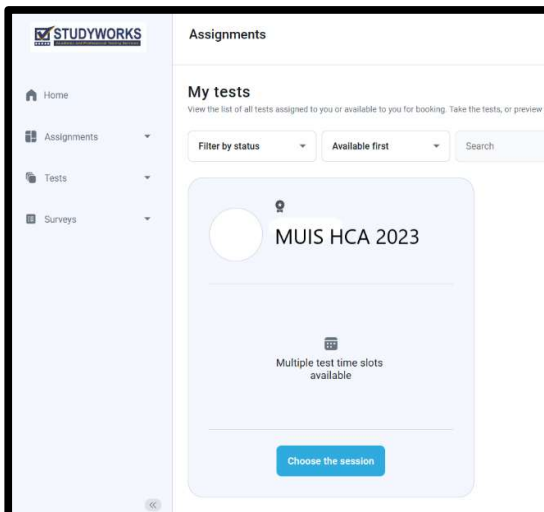 STUDYWORKS
Home
Assignments
Tests
Surveys
Assignments
My tests
View the list of all tests assigned to you or available to you for booking. Take the tests, or preview
Filter by status
Available first
Search
MUIS HCA 2023
Multiple test time slots
available
Choose the session